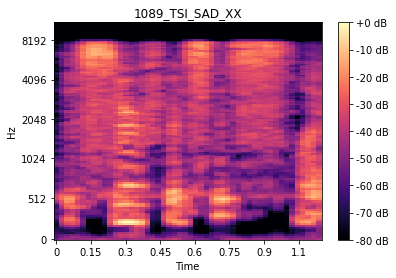 1089_TSI_SAD_XX
+0 dB
8192
-10 dB
4096
-20 dB
-30 dB
2048
Hz
-40 dB
1024
-50 dB
-60 dB
512
-70 dB
0
-80 dB
0 0.15 0.3 0.45 0.6 0.75 0.9 1.1
Time